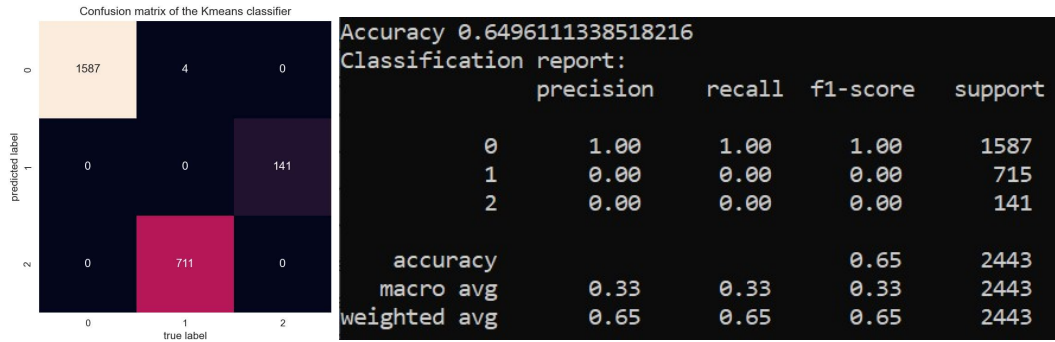 Confusion matrix of the Kmeans classifier
predicted label
0 1587 4 0
1 0 0 141
2 0 711 0
0 1 2
true label
Accuracy 0.6496111338518216
Classification report:
precision recall f1-score support
0 1.00 1.00 1.00 1587
1 0.00 0.00 0.00 715
2 0.00 0.00 0.00 141
accuracy 0.65 2443
macro avg 0.33 0.33 0.33 2443
weighted avg 0.65 0.65 0.65 2443